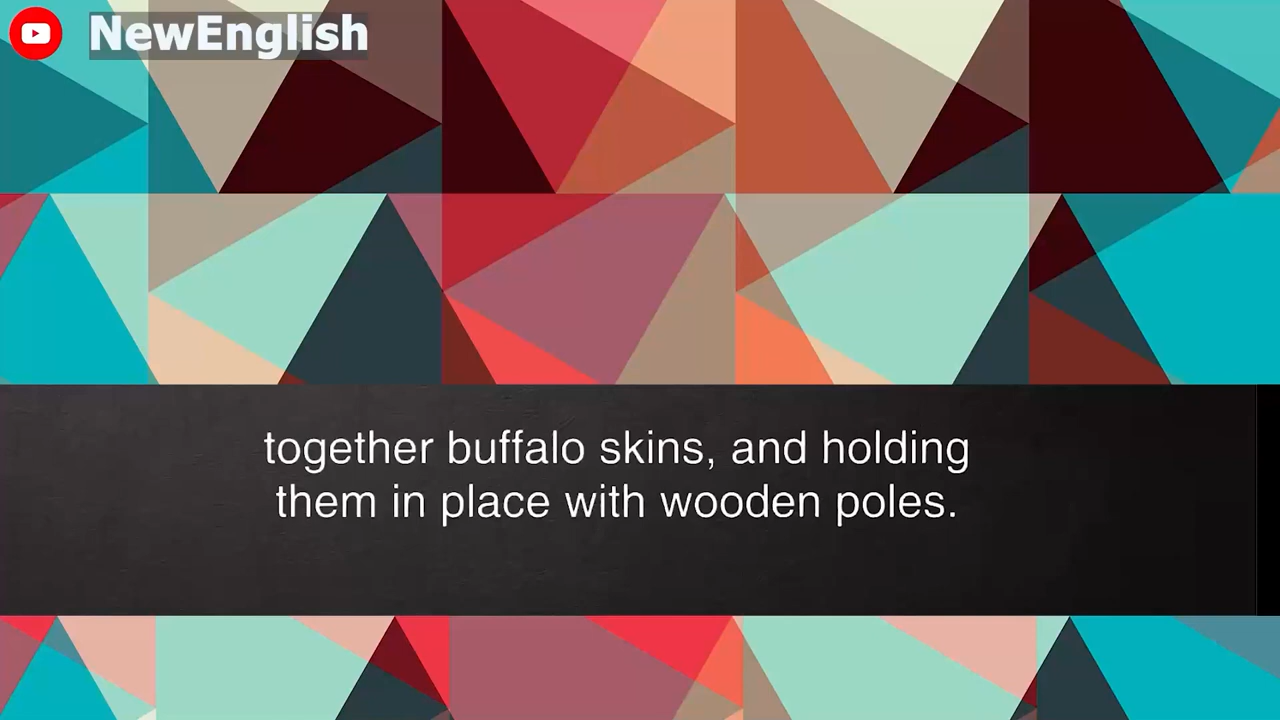 NewEnglish
together buffalo skins, and holding
them in place with wooden poles.